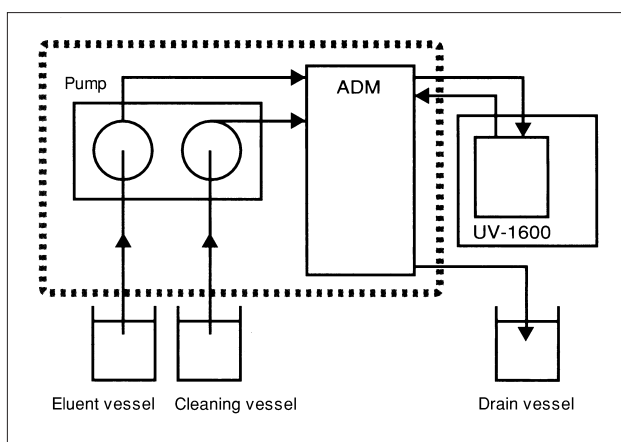 Pump
ADM
UV-1600
Eluent vessel
Cleaning vessel
Drain vessel